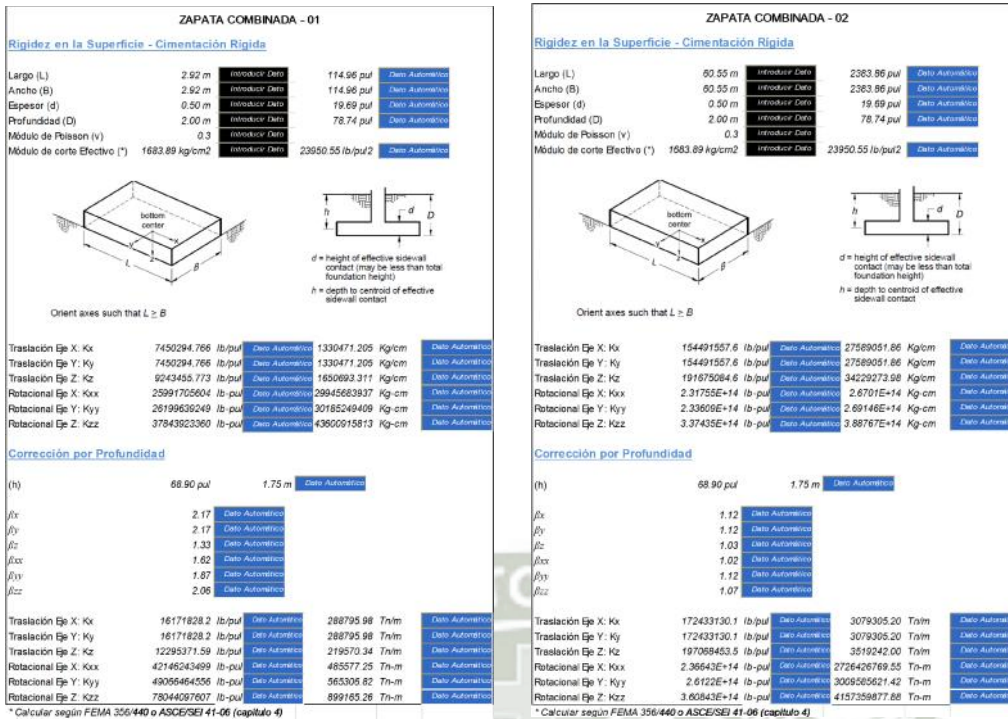 ZAPATA COMBINADA - 01
Rigidez en la Superficie - Cimentación Rígida
Largo (L) 2.92 m Introducir Dato 114.96 pul Dato Automático
Ancho (B) 2.92 m Introducir Dato 114.96 pul Dato Automático
Espesor (d) 0.50 m Introducir Dato 19.69 pul Dato Automático
Profundidad (D) 2.00 m Introducir Dato 78.74 pul Dato Automático
Módulo de Poisson (v) 0.3 Introducir Dato
Módulo de corte Efectivo (*) 1683.89 kg/cm2 Introducir Dato 23950.55 lb/pul2 Dato Automático
bottom
center
x
y
z
L
B
h
d
D
d = height of effective sidewall
contact (may be less than total
foundation height)
h = depth to centroid of effective
sidewall contact
Orient axes such that L ≥ B
Traslación Eje X: Kx 7450294.766 lb/pul Dato Automático 1330471.205 Kg/cm Dato Automático
Traslación Eje Y: Ky 7450294.766 lb/pul Dato Automático 1330471.205 Kg/cm Dato Automático
Traslación Eje Z: Kz 9243455.773 lb/pul Dato Automático 1650693.311 Kg/cm Dato Automático
Rotacional Eje X: Kxx 25991705604 lb-pul Dato Automático 29945683937 Kg-cm Dato Automático
Rotacional Eje Y: Kyy 26199639249 lb-pul Dato Automático 30185249409 Kg-cm Dato Automático
Rotacional Eje Z: Kzz 37843923360 lb-pul Dato Automático 43600915813 Kg-cm Dato Automático
Corrección por Profundidad
(h) 68.90 pul 1.75 m Dato Automático
βx 2.17 Dato Automático
βy 2.17 Dato Automático
βz 1.33 Dato Automático
βxx 1.62 Dato Automático
βyy 1.87 Dato Automático
βzz 2.06 Dato Automático
Traslación Eje X: Kx 16171828.2 lb/pul Dato Automático 288795.98 Tn/m Dato Automático
Traslación Eje Y: Ky 16171828.2 lb/pul Dato Automático 288795.98 Tn/m Dato Automático
Traslación Eje Z: Kz 12295371.59 lb/pul Dato Automático 219570.34 Tn/m Dato Automático
Rotacional Eje X: Kxx 42146243499 lb-pul Dato Automático 485577.25 Tn-m Dato Automático
Rotacional Eje Y: Kyy 49066464556 lb-pul Dato Automático 565306.82 Tn-m Dato Automático
Rotacional Eje Z: Kzz 78044097607 lb-pul Dato Automático 899165.26 Tn-m Dato Automático
* Calcular según FEMA 356/440 o ASCE/SEI 41-06 (capitulo 4)
ZAPATA COMBINADA - 02
Rigidez en la Superficie - Cimentación Rígida
Largo (L) 60.55 m Introducir Dato 2383.86 pul Dato Automático
Ancho (B) 60.55 m Introducir Dato 2383.86 pul Dato Automático
Espesor (d) 0.50 m Introducir Dato 19.69 pul Dato Automático
Profundidad (D) 2.00 m Introducir Dato 78.74 pul Dato Automático
Módulo de Poisson (v) 0.3 Introducir Dato
Módulo de corte Efectivo (*) 1683.89 kg/cm2 Introducir Dato 23950.55 lb/pul2 Dato Automático
bottom
center
x
y
z
L
B
h
d
D
d = height of effective sidewall
contact (may be less than total
foundation height)
h = depth to centroid of effective
sidewall contact
Orient axes such that L ≥ B
Traslación Eje X: Kx 154491557.6 lb/pul Dato Automático 27589051.86 Kg/cm Dato Automáti
Traslación Eje Y: Ky 154491557.6 lb/pul Dato Automático 27589051.86 Kg/cm Dato Automáti
Traslación Eje Z: Kz 191675084.6 lb/pul Dato Automático 34229273.98 Kg/cm Dato Automáti
Rotacional Eje X: Kxx 2.31755E+14 lb-pul Dato Automático 2.6701E+14 Kg-cm Dato Automáti
Rotacional Eje Y: Kyy 2.33609E+14 lb-pul Dato Automático 2.69146E+14 Kg-cm Dato Automáti
Rotacional Eje Z: Kzz 3.37435E+14 lb-pul Dato Automático 3.88767E+14 Kg-cm Dato Automáti
Corrección por Profundidad
(h) 68.90 pul 1.75 m Dato Automático
βx 1.12 Dato Automático
βy 1.12 Dato Automático
βz 1.03 Dato Automático
βxx 1.02 Dato Automático
βyy 1.12 Dato Automático
βzz 1.07 Dato Automático
Traslación Eje X: Kx 172433130.1 lb/pul Dato Automático 3079305.20 Tn/m Dato Automáti
Traslación Eje Y: Ky 172433130.1 lb/pul Dato Automático 3079305.20 Tn/m Dato Automáti
Traslación Eje Z: Kz 197068453.5 lb/pul Dato Automático 3519242.00 Tn/m Dato Automáti
Rotacional Eje X: Kxx 2.36643E+14 lb-pul Dato Automático 2726426769.55 Tn-m Dato Automáti
Rotacional Eje Y: Kyy 2.6122E+14 lb-pul Dato Automático 3009585621.42 Tn-m Dato Automáti
Rotacional Eje Z: Kzz 3.60843E+14 lb-pul Dato Automático 4157359877.88 Tn-m Dato Automáti
* Calcular según FEMA 356/440 o ASCE/SEI 41-06 (capitulo 4)